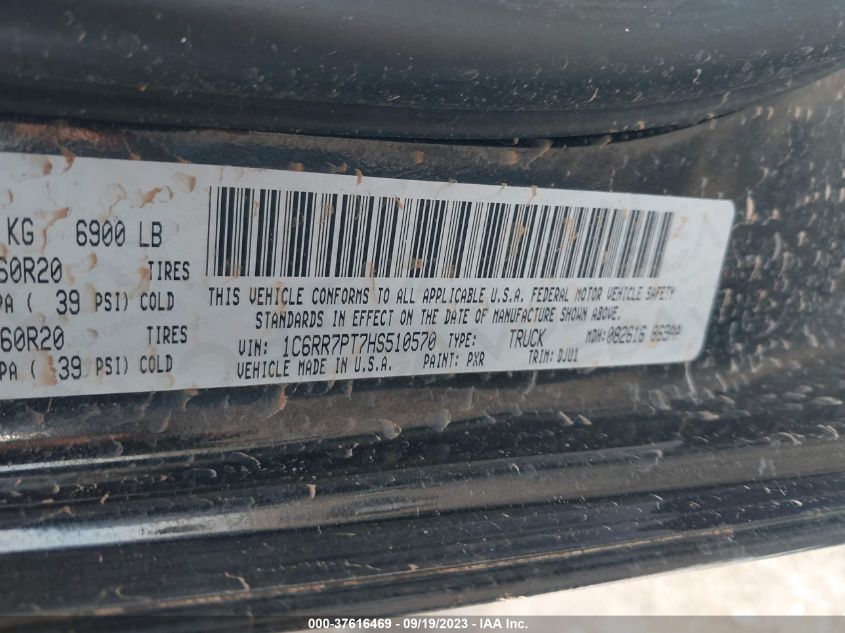 KG 6900 LB
60R20 TIRES
PA ( 39 PSI) COLD
60R20 TIRES
PA ( 39 PSI) COLD
THIS VEHICLE CONFORMS TO ALL APPLICABLE U.S.A. FEDERAL MOTOR VEHICLE SAFETY
STANDARDS IN EFFECT ON THE DATE OF MANUFACTURE SHOWN ABOVE.
VIN: 1C6RR7PT7HS510570 TYPE: TRUCK MDH: 082616
VEHICLE MADE IN U.S.A. PAINT: PXR TRIM: DJU1
000-37616469 - 09/19/2023 - IAA Inc.